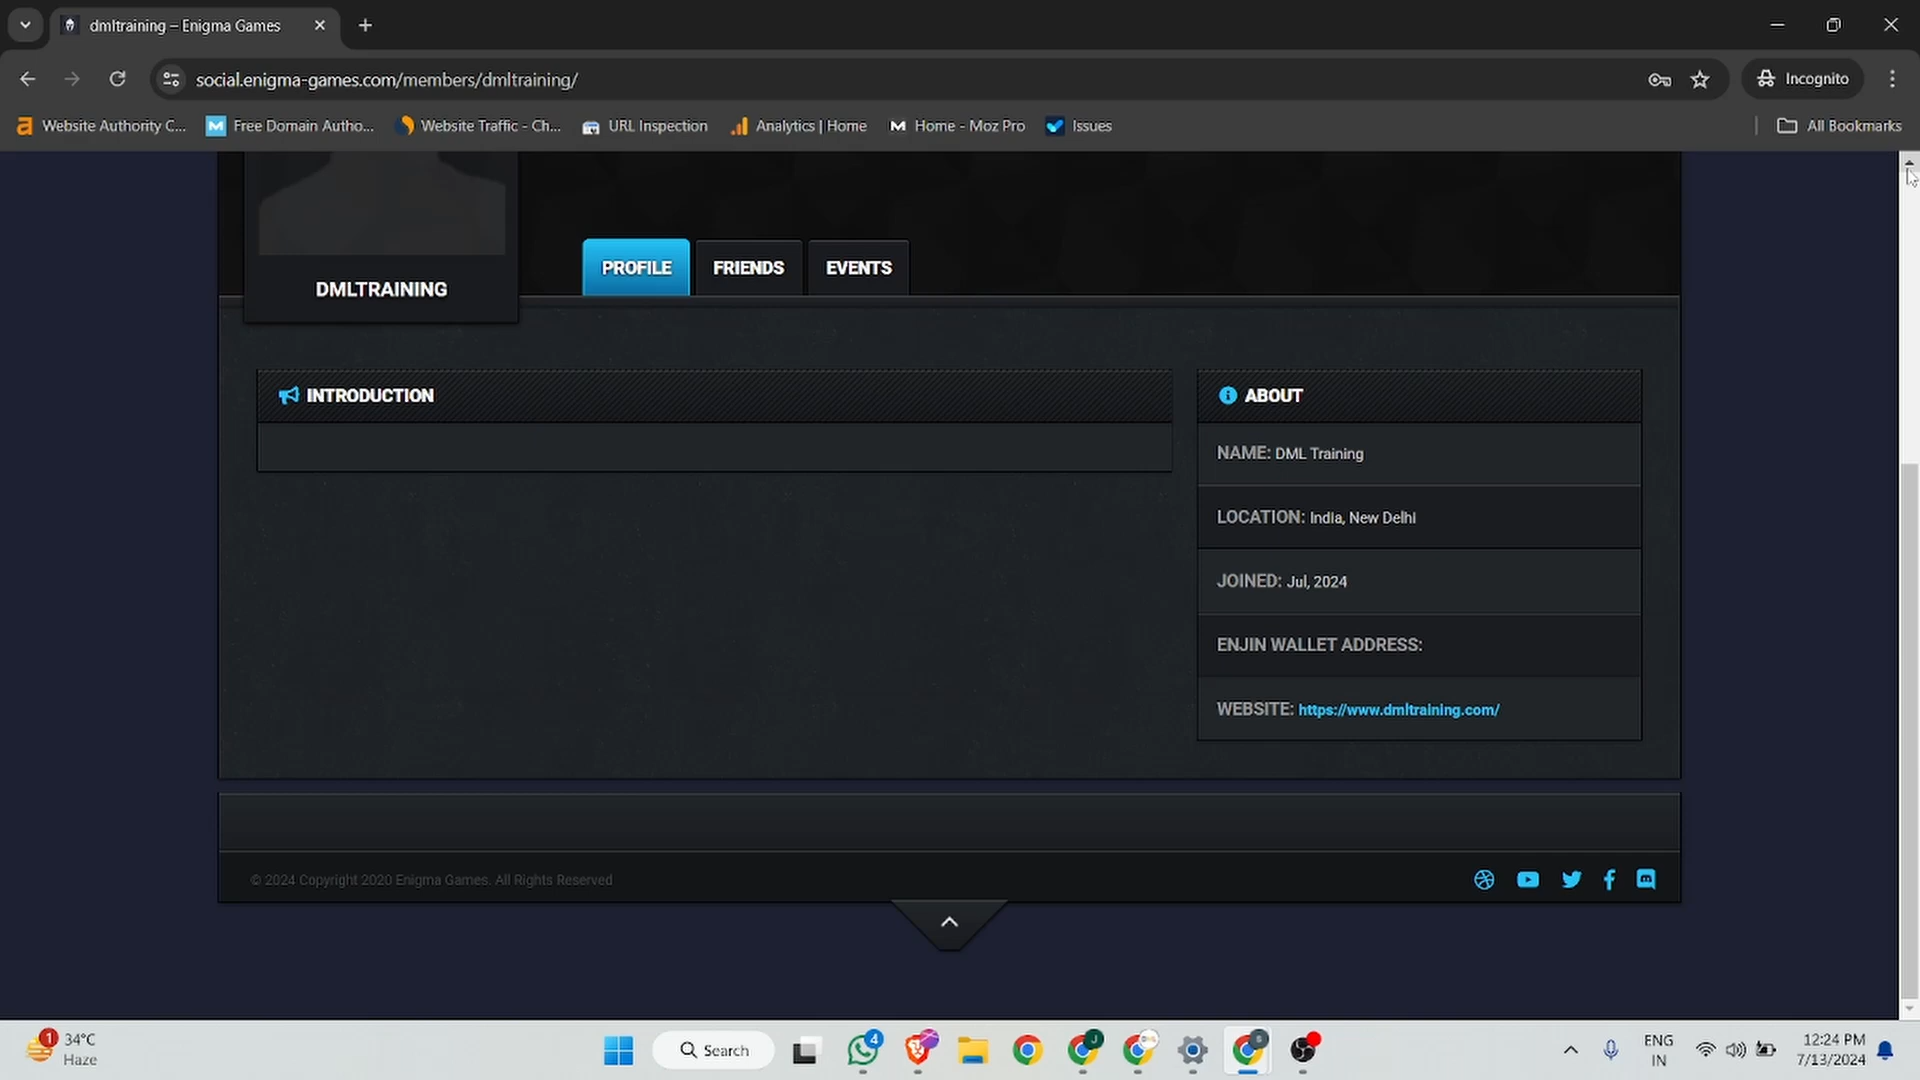 dmltraining – Enigma Games
social.enigma-games.com/members/dmltraining/
Incognito
Website Authority C...
Free Domain Autho...
Website Traffic - Ch...
URL Inspection
Analytics | Home
Home - Moz Pro
Issues
All Bookmarks
DMLTRAINING
PROFILE
FRIENDS
EVENTS
INTRODUCTION
ABOUT
NAME: DML Training
LOCATION: India, New Delhi
JOINED: Jul, 2024
ENJIN WALLET ADDRESS:
WEBSITE: https://www.dmltraining.com/
© 2024 Copyright 2020 Enigma Games. All Rights Reserved
1
34°C
Haze
Search
4
J
ENG
IN
12:24 PM
7/13/2024